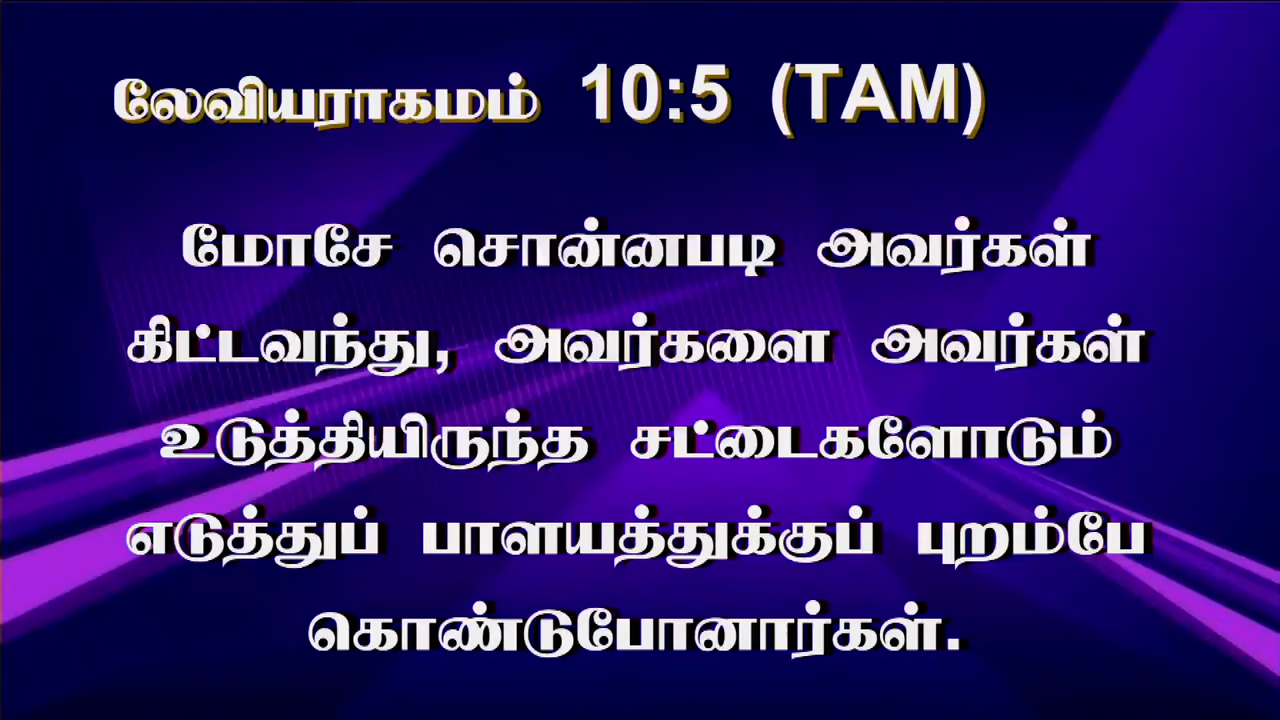 லேவியராகமம் 10:5 (TAM)
மோசே சொன்னபடி அவர்கள்
கிட்டவந்து, அவர்களை அவர்கள்
உடுத்தியிருந்த சட்டைகளோடும்
எடுத்துப் பாளயத்துக்குப் புறம்பே
கொண்டுபோனார்கள்.